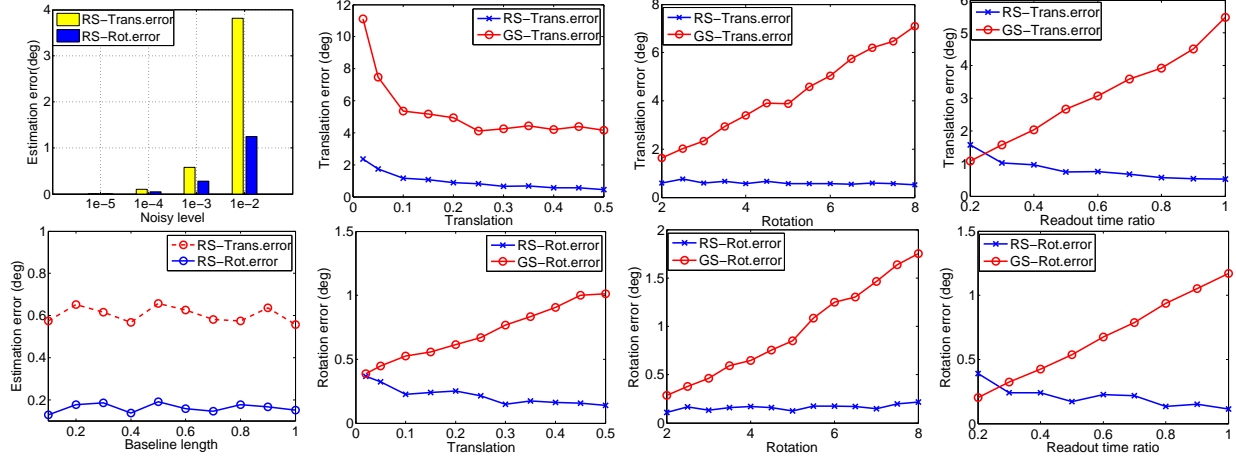 RS−Trans.error
RS−Rot.error
Estimation error(deg)
4
3
2
1
0
1e−5 1e−4 1e−3 1e−2
Noisy level
RS−Trans.error
GS−Trans.error
Translation error (deg)
12
10
8
6
4
2
0
0 0.1 0.2 0.3 0.4 0.5
Translation
RS−Trans.error
GS−Trans.error
Translation error (deg)
8
6
4
2
0
2 4 6 8
Rotation
RS−Trans.error
GS−Trans.error
Translation error (deg)
6
5
4
3
2
1
0
0.2 0.4 0.6 0.8 1
Readout time ratio
RS−Trans.error
RS−Rot.error
Estimation error (deg)
1
0.8
0.6
0.4
0.2
0.2 0.4 0.6 0.8 1
Baseline length
RS−Rot.error
GS−Rot.error
Rotation error (deg)
1.5
1
0.5
0
0 0.1 0.2 0.3 0.4 0.5
Translation
RS−Rot.error
GS−Rot.error
Rotation error (deg)
2
1.5
1
0.5
0
2 4 6 8
Rotation
RS−Rot.error
GS−Rot.error
Rotation error (deg)
1.5
1
0.5
0
0.2 0.4 0.6 0.8 1
Readout time ratio